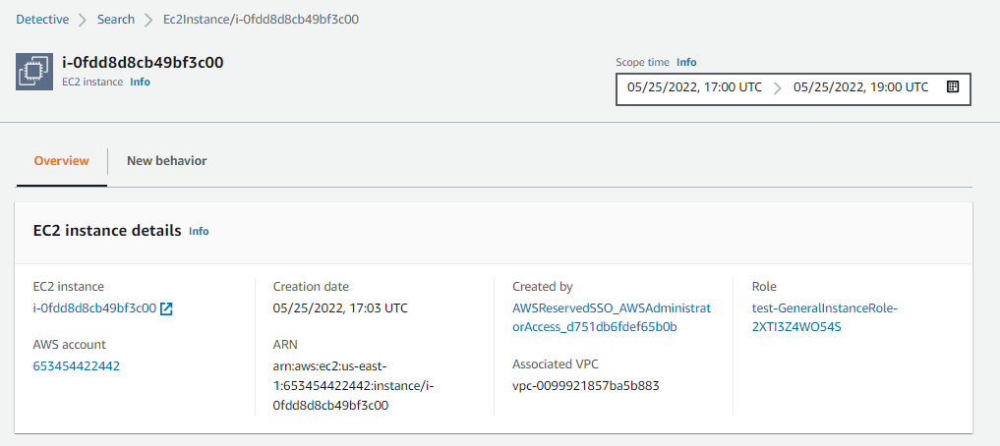 Detective > Search > Ec2Instance/i-0fdd8d8cb49bf3c00
i-0fdd8d8cb49bf3c00
EC2 instance Info
Scope time Info
05/25/2022, 17:00 UTC > 05/25/2022, 19:00 UTC
Overview New behavior
EC2 instance details Info
EC2 instance
i-0fdd8d8cb49bf3c00
AWS account
653454422442
Creation date
05/25/2022, 17:03 UTC
ARN
arn:aws:ec2:us-east-
1:653454422442:instance/i-
0fdd8d8cb49bf3c00
Created by
AWSReservedSSO_AWSAdministrat
orAccess_d751db6fdef65b0b
Associated VPC
vpc-0099921857ba5b883
Role
test-GeneralInstanceRole-
2XTI3Z4WO54S